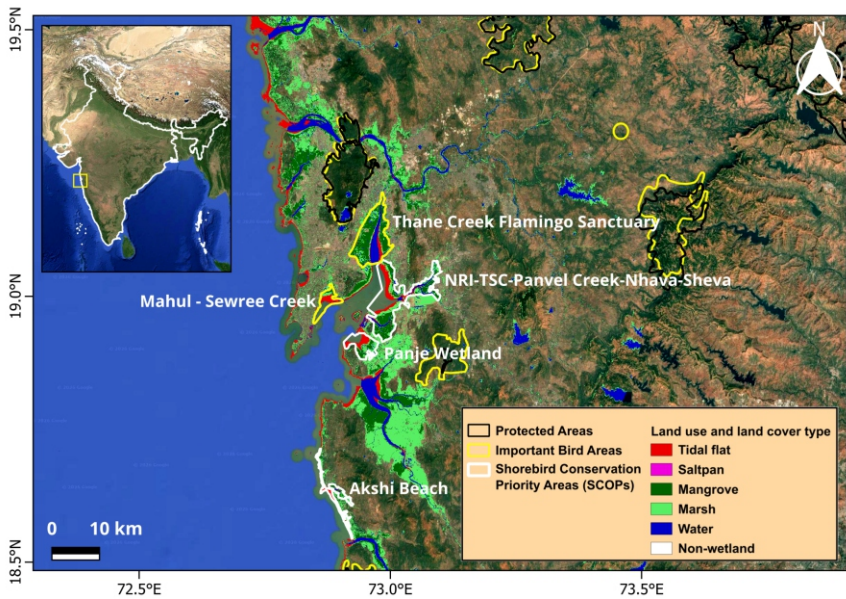 19.5°N
N
Thane Creek Flamingo Sanctuary
NRI-TSC-Panvel Creek-Nhava-Sheva
19.0°N
Mahul - Sewree Creek
Panje Wetland
Protected Areas
Important Bird Areas
Shorebird Conservation
Priority Areas (SCOPs)
Land use and land cover type
Tidal flat
Saltpan
Mangrove
Marsh
Water
Non-wetland
Akshi Beach
0 10 km
18.5°N
72.5°E 73.0°E 73.5°E